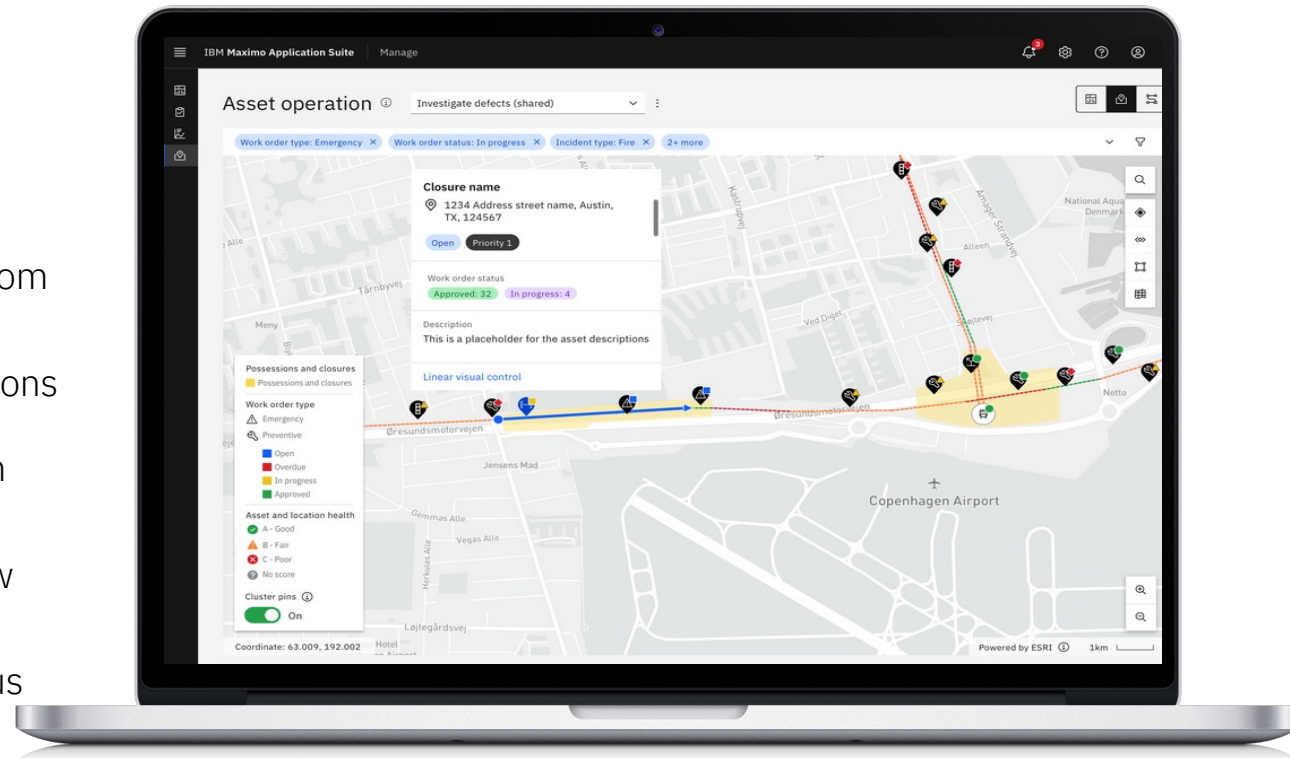 om
ons
n
w
us
IBM Maximo Application Suite
Manage
3
Asset operation
Investigate defects (shared)
Work order type: Emergency
Work order status: In progress
Incident type: Fire
2+ more
Closure name
1234 Address street name, Austin,
TX, 124567
Open
Priority 1
Work order status
Approved: 32
In progress: 4
Description
This is a placeholder for the asset descriptions
Linear visual control
Possessions and closures
Possessions and closures
Work order type
Emergency
Preventive
Open
Overdue
In progress
Approved
Asset and location health
A - Good
B - Fair
C - Poor
No score
Cluster pins
On
Coordinate: 63.009, 192.002
Alle
Tårnbyvej
Meny
Kastrupvej
Amager Strandvej
National Aqua
Denmark
Alleen
Ved Diget
Netto
Øresundsmotorvejen
Øresundsmotorvejen
Jensens Mad
Gemmas Alle
Vegas Alle
Herkules Alle
Løjtegårdsvej
Hotel
Copenhagen Airport
Powered by ESRI
1km